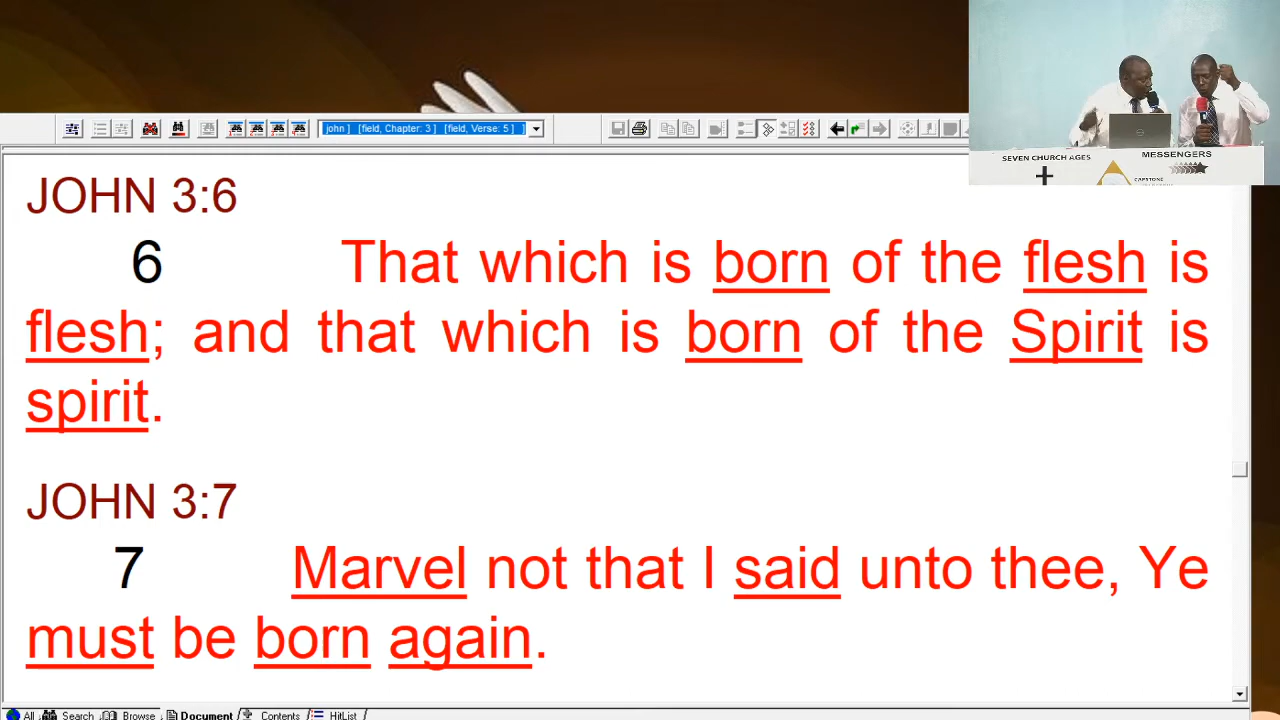 john ] [field, Chapter: 3 ] [field, Verse: 5 ]
SEVEN CHURCH AGES
MESSENGERS
CAPSTONE
JOHN 3:6
6 That which is born of the flesh is
flesh; and that which is born of the Spirit is
spirit.
JOHN 3:7
7 Marvel not that I said unto thee, Ye
must be born again.
All Search Browse Document Contents HitList